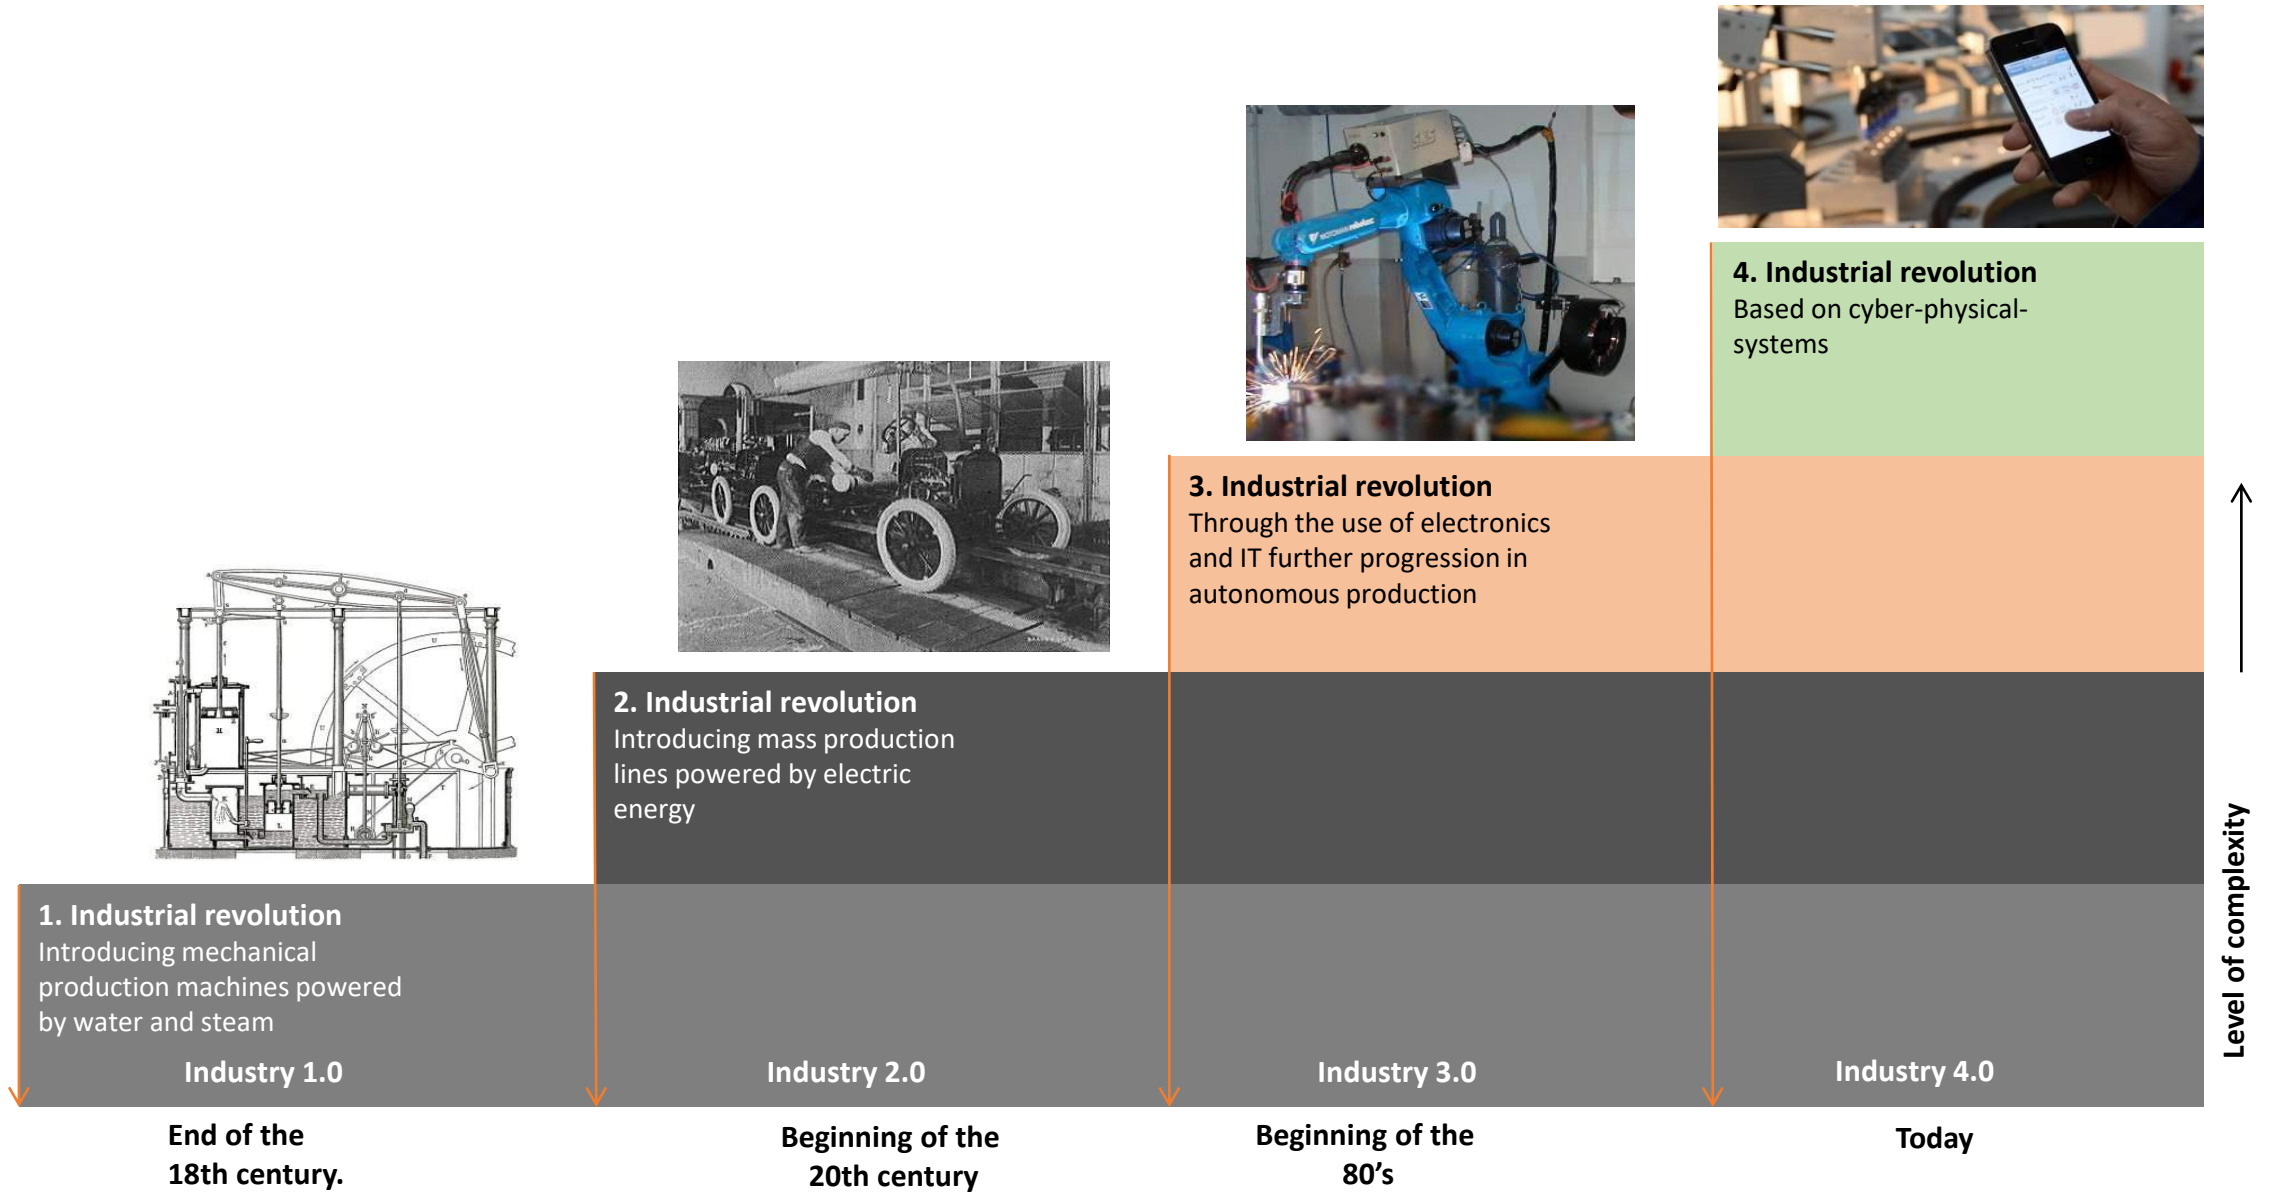 4. Industrial revolution
Based on cyber-physical-
systems
3. Industrial revolution
Through the use of electronics
and IT further progression in
autonomous production
2. Industrial revolution
Introducing mass production
lines powered by electric
energy
1. Industrial revolution
Introducing mechanical
production machines powered
by water and steam
Industry 1.0
Industry 2.0
Industry 3.0
Industry 4.0
End of the
18th century.
Beginning of the
20th century
Beginning of the
80’s
Today
Level of complexity